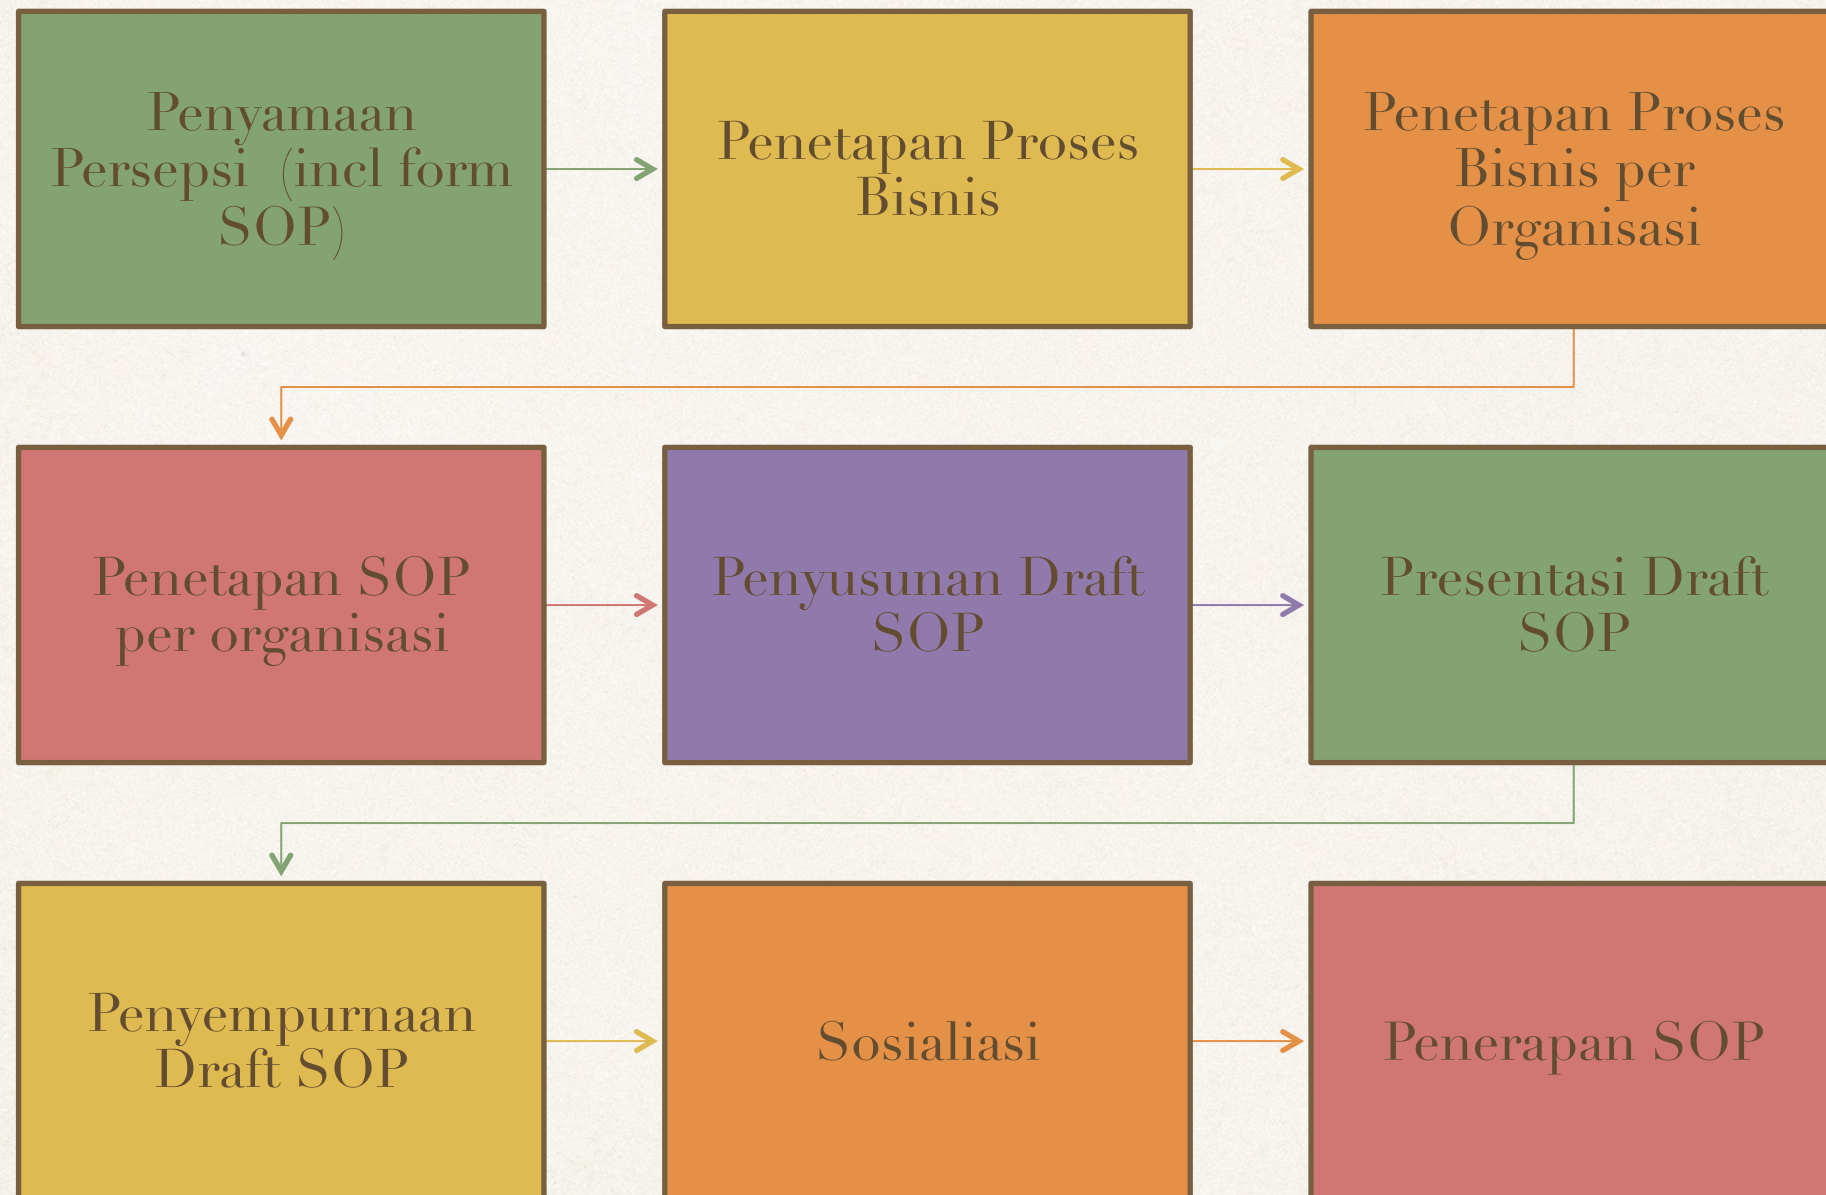 Penyamaan
Persepsi  (incl form
SOP)
Penetapan Proses
Bisnis
Penetapan Proses
Bisnis per
Organisasi
Penetapan SOP
per organisasi
Penyusunan Draft
SOP
Presentasi Draft
SOP
Penyempurnaan
Draft SOP
Sosialiasi
Penerapan SOP